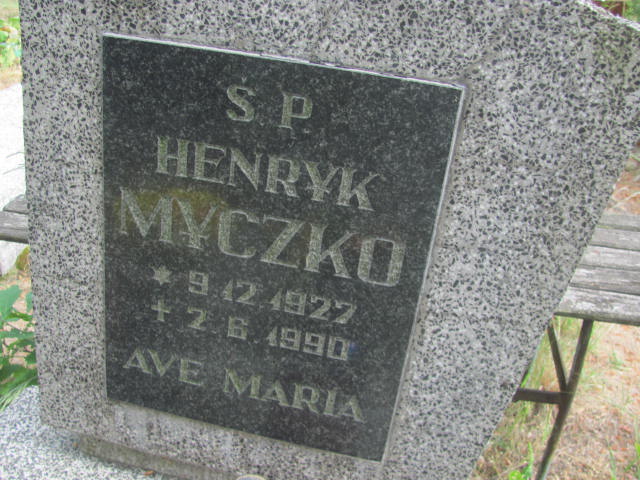 Ś P
HENRYK
MYCZKO
* 9 12 1927
+ 2 6 1990
AVE MARIA